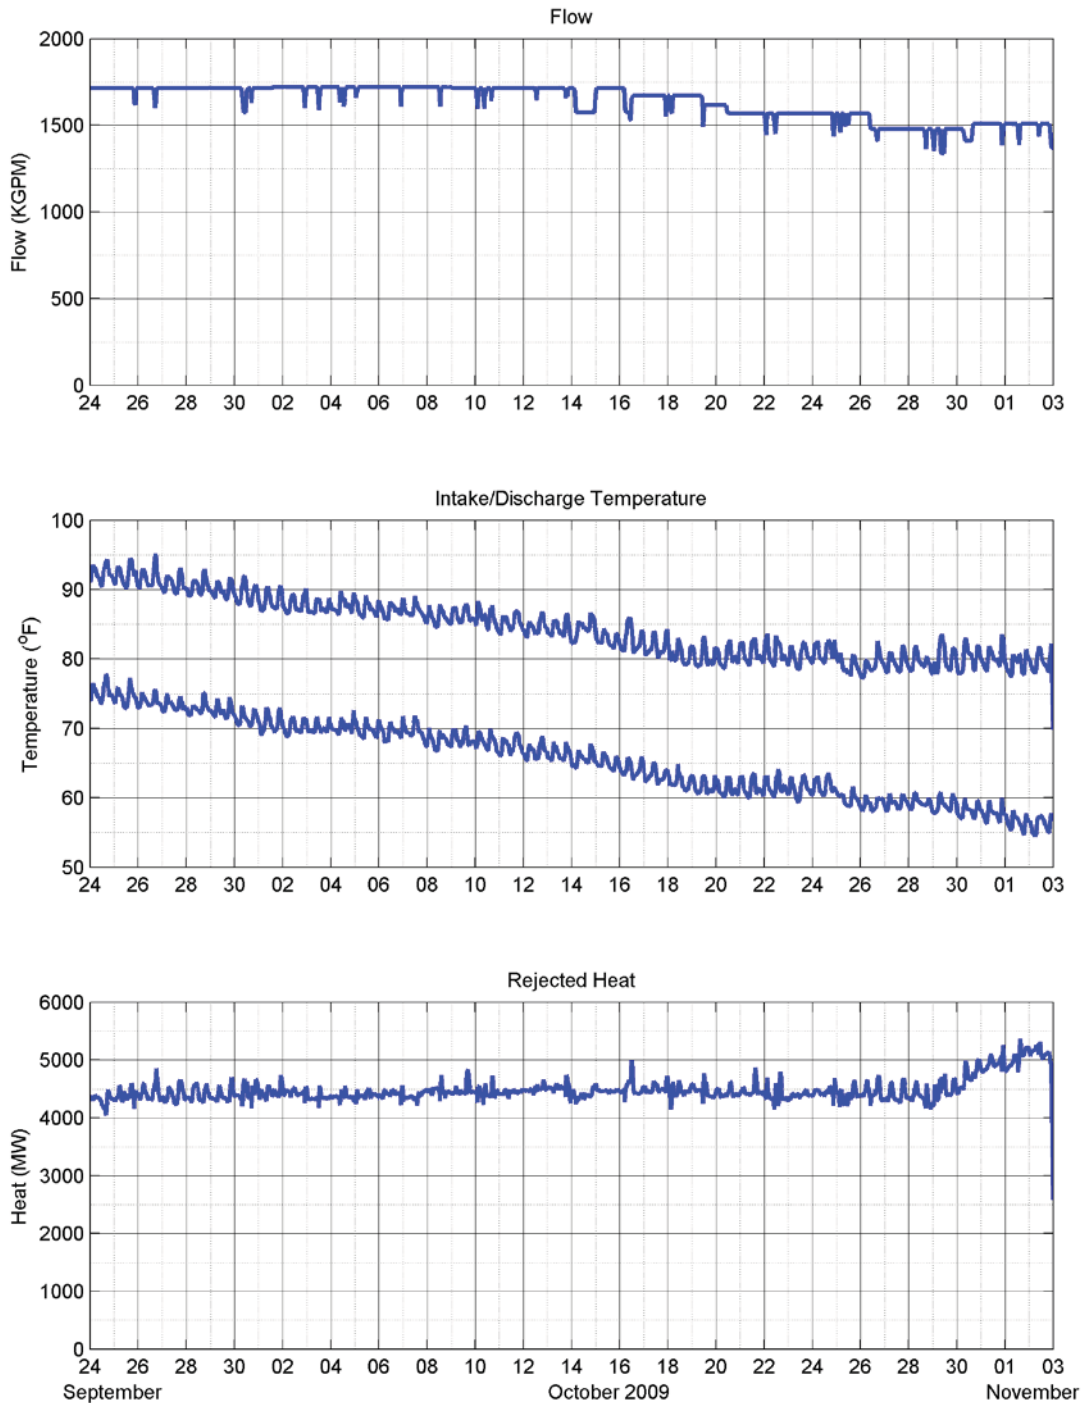 Flow
2000
1500
1000
500
0
Flow (KGPM)
24 26 28 30 02 04 06 08 10 12 14 16 18 20 22 24 26 28 30 01 03
Intake/Discharge Temperature
100
90
80
70
60
50
Temperature (°F)
24 26 28 30 02 04 06 08 10 12 14 16 18 20 22 24 26 28 30 01 03
Rejected Heat
6000
5000
4000
3000
2000
1000
0
Heat (MW)
24 26 28 30 02 04 06 08 10 12 14 16 18 20 22 24 26 28 30 01 03
September October 2009 November